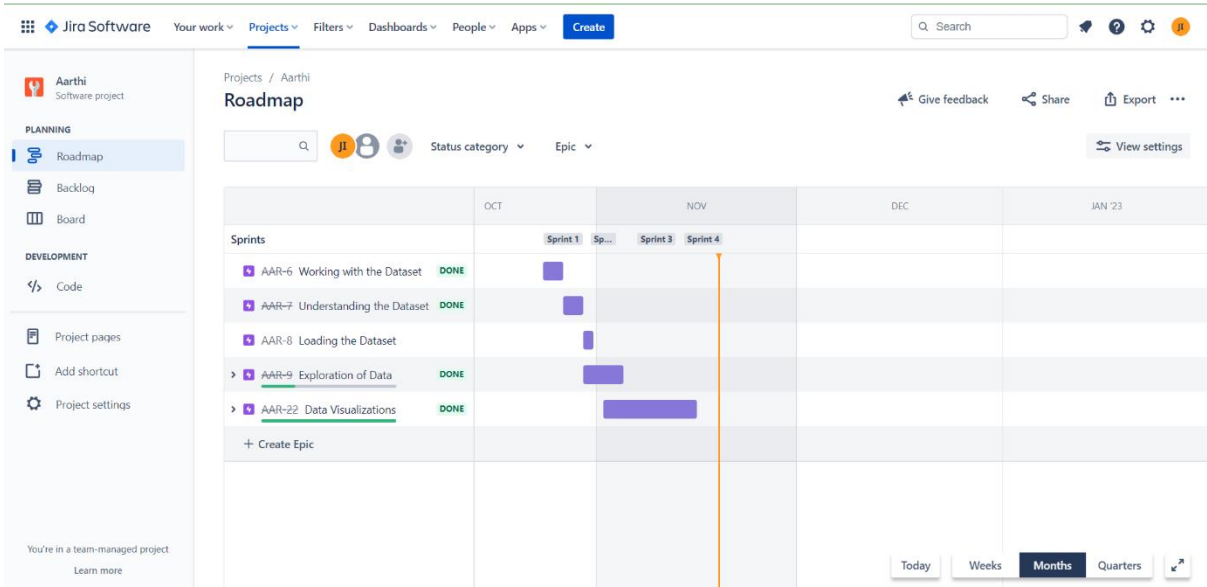 Jira Software Your work Projects Filters Dashboards People Apps Create Search JI
Aarthi
Software project
PLANNING
Roadmap
Backlog
Board
DEVELOPMENT
Code
Project pages
Add shortcut
Project settings
You're in a team-managed project
Learn more
Projects / Aarthi
Roadmap
Give feedback Share Export
JI Status category Epic View settings
OCT NOV DEC JAN '23
Sprints Sprint 1 Sp... Sprint 3 Sprint 4
AAR-6 Working with the Dataset DONE
AAR-7 Understanding the Dataset DONE
AAR-8 Loading the Dataset
AAR-9 Exploration of Data DONE
AAR-22 Data Visualizations DONE
+ Create Epic
Today Weeks Months Quarters